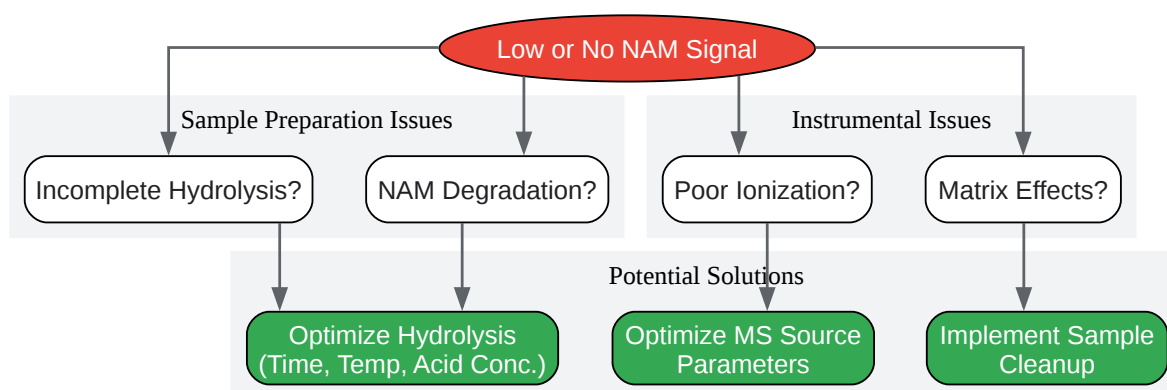 Low or No NAM Signal
Sample Preparation Issues
Instrumental Issues
Incomplete Hydrolysis?
NAM Degradation?
Poor Ionization?
Matrix Effects?
Potential Solutions
Optimize Hydrolysis
(Time, Temp, Acid Conc.)
Optimize MS Source
Parameters
Implement Sample
Cleanup